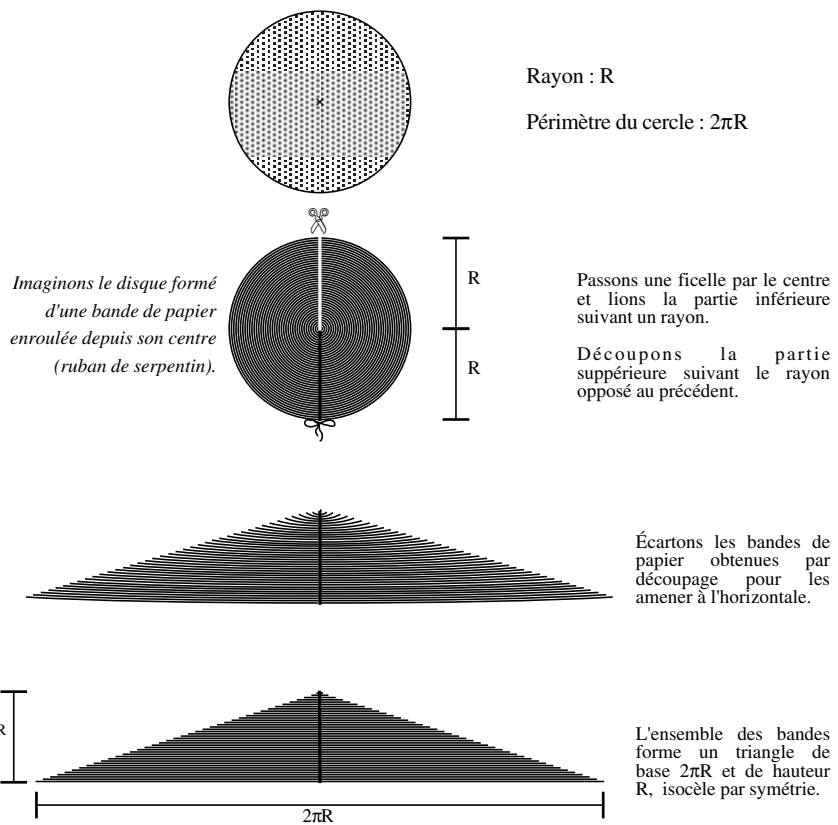 Rayon : R
Périmètre du cercle : 2πR
Imaginons le disque formé
d'une bande de papier
enroulée depuis son centre
(ruban de serpentin).
R
R
Passons une ficelle par le centre
et lions la partie inférieure
suivant un rayon.
Découpons la partie
suppérieure suivant le rayon
opposé au précédent.
Écartons les bandes de
papier obtenues par
découpage pour les
amener à l'horizontale.
R
L'ensemble des bandes
forme un triangle de
base 2πR et de hauteur
R, isocèle par symétrie.
2πR